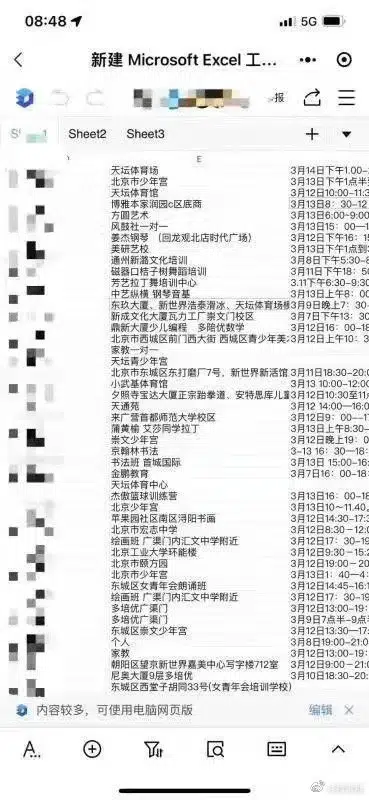 08:48
5G
新建 Microsoft Excel 工...
报
Sheet2 Sheet3
E
天坛体育场 3月14日下午1.00-
北京市少年宫 3月13日下午1点半
天坛体育馆 3月12日10:00-11:3
博雅本家润园c区底商 3月13日8:30-12
方圆艺术 3月13日6:00~9:00
风鼓社一对一 3月13日15:00—1
姜杰钢琴 (回龙观北店时代广场) 3月12日下午16:15
美研艺校 3月13日下午1点到
通州新潞文化培训 3月8日下午5:30-8
磁器口桔子树舞蹈培训 3月11日下午18:50
芳艺拉丁舞培训中心 3.11下午6:30-9:30
中艺纵横 钢琴音基 3月13日上午8:00
东玖大厦、新世界浩泰滑冰、天坛体育场 3月9日晚上7:30-
新成文化大厦瓦力工厂崇文门校区 3月7日下午13:30
鼎新大厦少儿编程 多陪优数学 3月12日16:00-18
北京市西城区前门西大街 西城区青少年美 3月12日上午10:3
家教一对一
天坛青少年宫
北京市东城区东打磨厂7号,新世界新活馆 3月11日18:30-20:
小武基体育馆 3月13 10:00-12:00
夕照寺宝达大厦正宗跆拳道、安特思库儿 3月12日10:30至11
天通苑 3月12 14:00—16:0
来广营首都师范大学校区 3月12日9:00—17
蒲黄榆 艾莎同学拉丁 3月13日上午8:30-
崇文少年宫 3月12日晚上19:0
京翰林书法 3-13 16:30—18:
书法班 首城国际 3月13日 15:00-16
金鹏教育 3月7日16:00-18:
天坛体育中心
杰傲篮球训练营 3月13日16:00-18
北京少年宫 3月13日10～11.40,
苹果园社区南区浔阳书画 3月12日14:30-17:3
北京市宏志中学 3月12日8:30-12:0
绘画班 广渠门内汇文中学附近 3月12日17:30-19
北京工业大学环能楼 3月12日9:30-15:2
北京市颐方园 3月12日19:00-20
北京市少年宫 3月13日1:40—4:
东城区女青年会朗诵班 3月12日14:45-16:1
绘画班 广渠门内汇文中学附近 3月12日17:30-19
多培优广渠门 3月12日13:00-19:
多培优广渠门 3月9日7点半-9点
东城区崇文少年宫 3月12日13:30—17:
个人 3月8日19:00-21:0
家教 3月12日13:00-19:
朝阳区望京新世界嘉美中心写字楼712室 3月12日9:00－21:0
尼奥大厦9层多培优 3月10日18:30-20:
东城区西堂子胡同33号(女青年会培训学校)
内容较多，可使用电脑网页版 编辑 ×